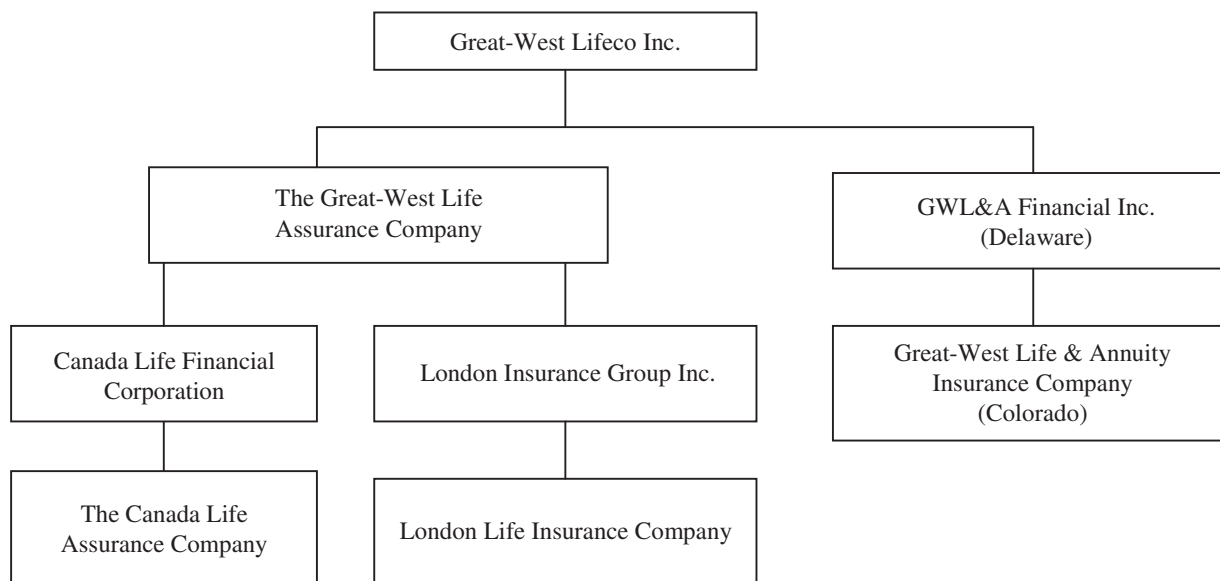 Great-West Lifeco Inc.
The Great-West Life
Assurance Company
GWL&A Financial Inc.
(Delaware)
Canada Life Financial
Corporation
London Insurance Group Inc.
Great-West Life & Annuity
Insurance Company
(Colorado)
The Canada Life
Assurance Company
London Life Insurance Company